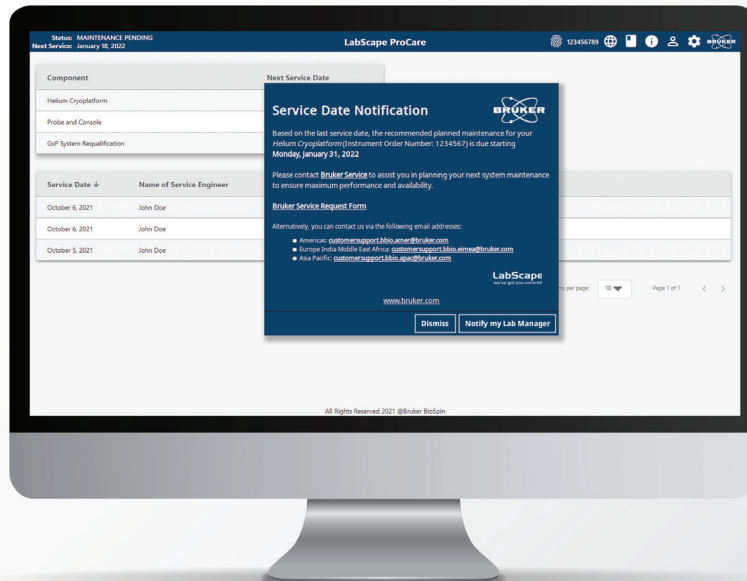 Status: MAINTENANCE PENDING
Next Service: January 18, 2022
LabScape ProCare
123456789
BRUKER
Component
Next Service Date
Helium Cryoplatform
Probe and Console
GxP System Requalification
Service Date ↓
Name of Service Engineer
October 6, 2021
John Doe
October 6, 2021
John Doe
October 5, 2021
John Doe
Service Date Notification
BRUKER
Based on the last service date, the recommended planned maintenance for your
Helium Cryoplatform (Instrument Order Number: 1234567) is due starting
Monday, January 31, 2022
Please contact Bruker Service to assist you in planning your next system maintenance
to ensure maximum performance and availability.
Bruker Service Request Form
Alternatively, you can contact us via the following email addresses:
Americas: customersupport.bbio.amer@bruker.com
Europe India Middle East Africa: customersupport.bbio.eimea@bruker.com
Asia Pacific: customersupport.bbio.apac@bruker.com
LabScape
we've got you covered
www.bruker.com
Dismiss
Notify my Lab Manager
per page:
10
Page 1 of 1
All Rights Reserved 2021 @Bruker BioSpin